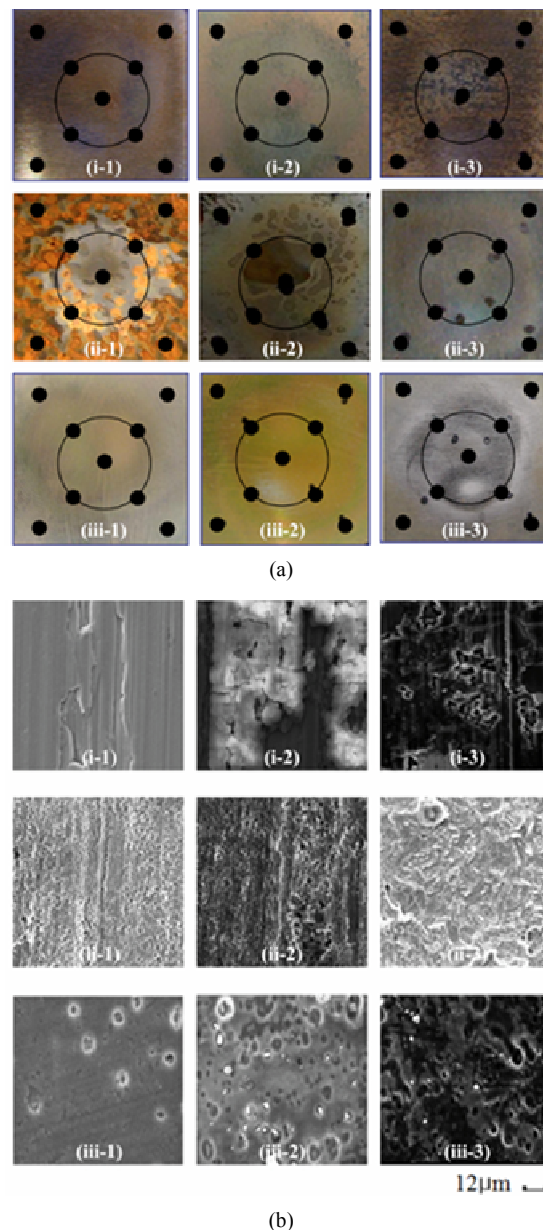 (i-1) (i-2) (i-3)
(ii-1) (ii-2) (ii-3)
(iii-1) (iii-2) (iii-3)
(a)
(i-1) (i-2) (i-3)
(ii-1) (ii-2)
(iii-1) (iii-2) (iii-3)
12μm
(b)